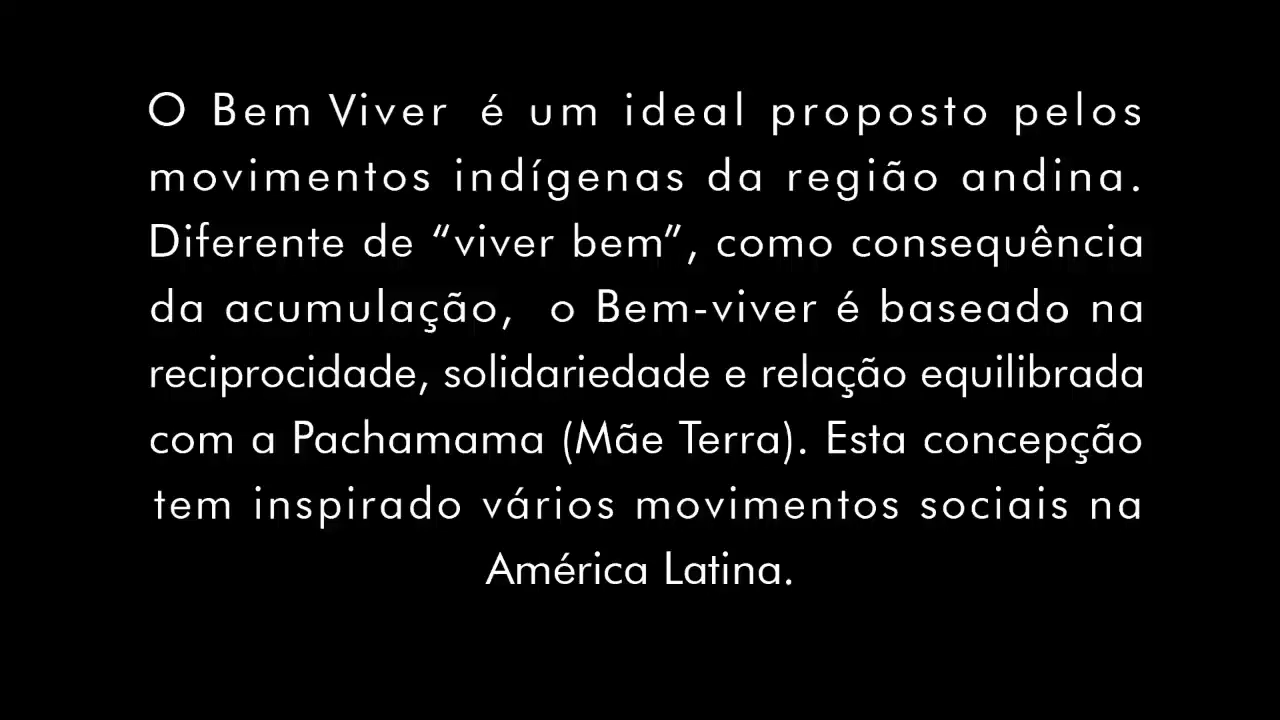 O Bem Viver é um ideal proposto pelos
movimentos indígenas da região andina.
Diferente de “viver bem”, como consequência
da acumulação, o Bem-viver é baseado na
reciprocidade, solidariedade e relação equilibrada
com a Pachamama (Mãe Terra). Esta concepção
tem inspirado vários movimentos sociais na
América Latina.